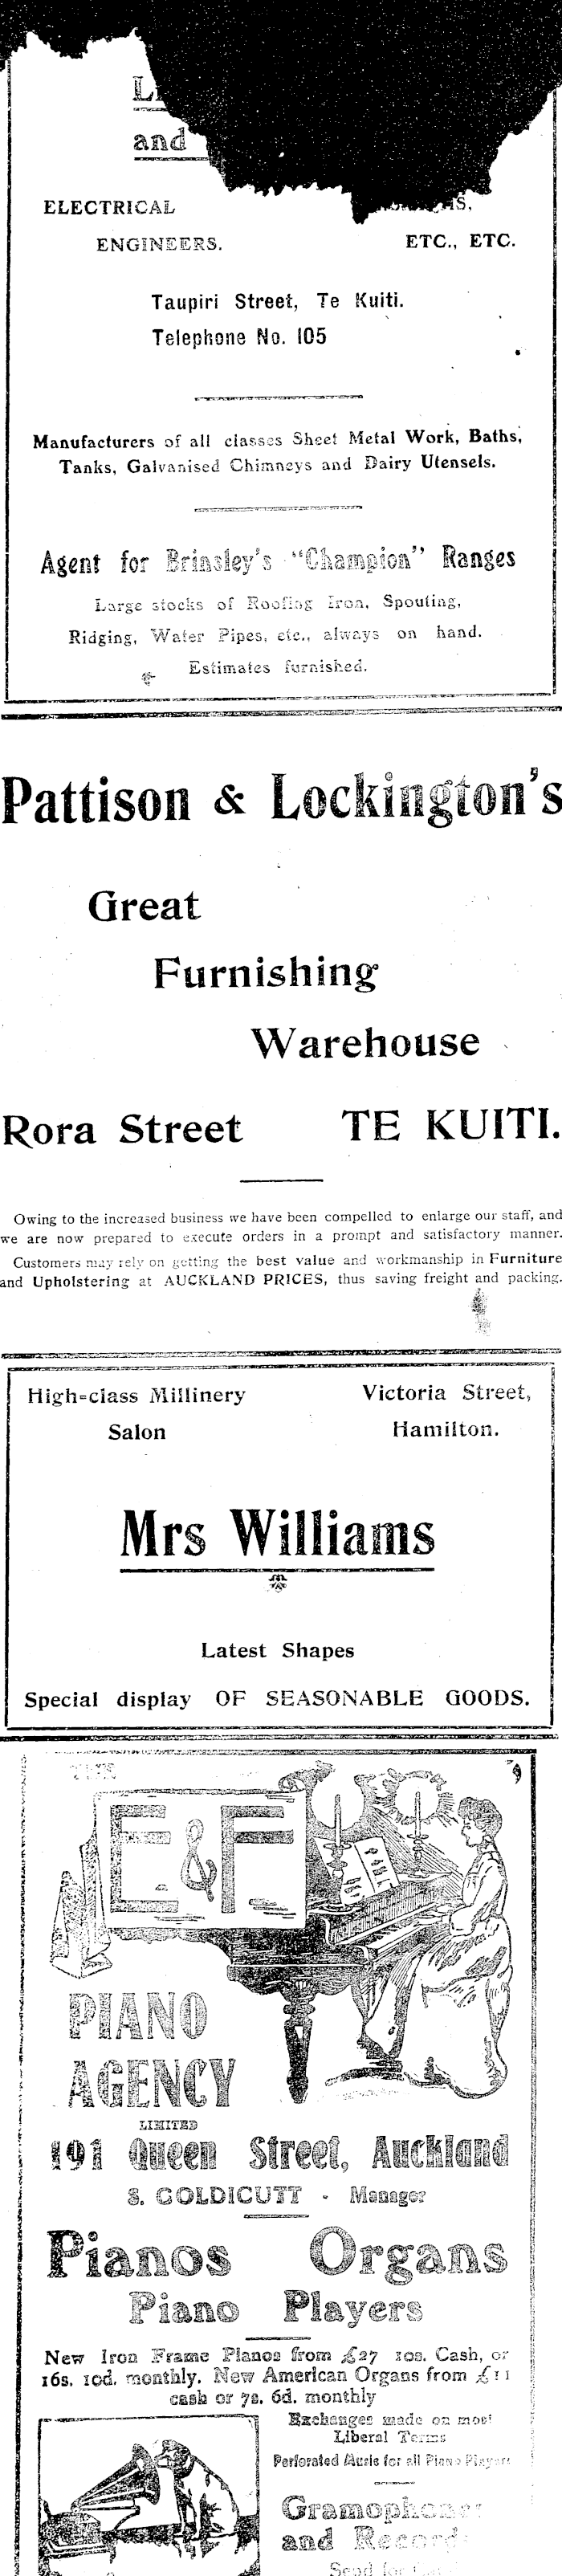 and
ELECTRICAL
ENGINEERS.
ETC., ETC.
Taupiri Street, Te Kuiti.
Telephone No. 105
Manufacturers of all classes Sheet Metal Work, Baths,
Tanks, Galvanised Chimneys and Dairy Utensels.
Agent for Brinsley's "Champion" Ranges
Large stocks of Roofing Iron, Spouting,
Ridging, Water Pipes, etc., always on hand.
Estimates furnished.
Pattison & Lockington's
Great
Furnishing
Warehouse
Rora Street TE KUITI.
Owing to the increased business we have been compelled to enlarge our staff, and
we are now prepared to execute orders in a prompt and satisfactory manner.
Customers may rely on getting the best value and workmanship in Furniture
and Upholstering at AUCKLAND PRICES, thus saving freight and packing.
High-class Millinery
Salon
Victoria Street,
Hamilton.
Mrs Williams
Latest Shapes
Special display OF SEASONABLE GOODS.
THE
E & F
PIANO
AGENCY
LIMITED
191 Queen Street, Auckland
S. GOLDICUTT - Manager
Pianos Organs
Piano Players
New Iron Frame Pianos from £27 10s. Cash, or
16s. 10d. monthly. New American Organs from £11
cash or 7s. 6d. monthly
Exchanges made on most
Liberal Terms
Perforated Music for all Piano Players
Gramophones
and Records
Send for